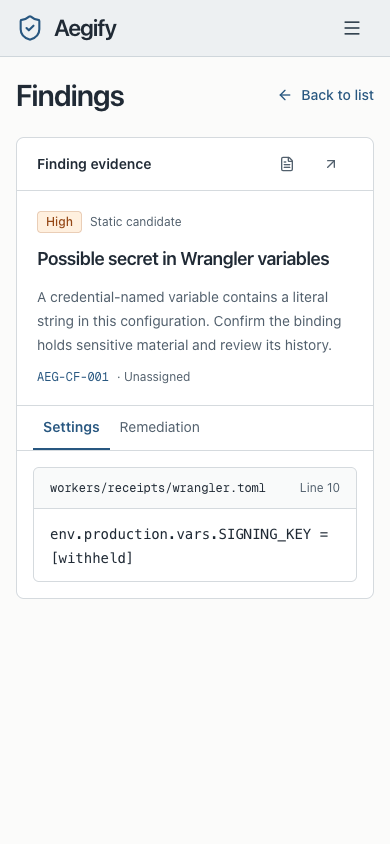 Aegify
Findings
Back to list
Finding evidence
High Static candidate
Possible secret in Wrangler variables
A credential-named variable contains a literal
string in this configuration. Confirm the binding
holds sensitive material and review its history.
AEG-CF-001 · Unassigned
Settings Remediation
workers/receipts/wrangler.toml Line 10
env.production.vars.SIGNING_KEY =
[withheld]